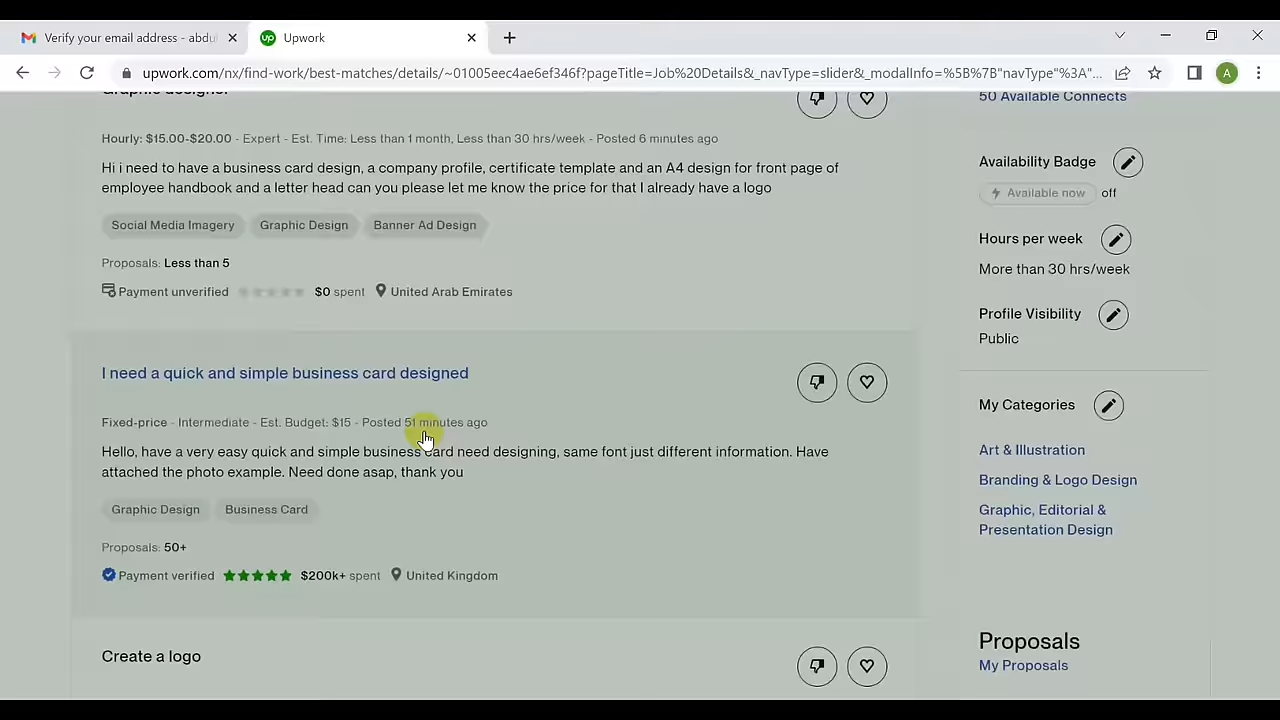 Verify your email address - abdu
Upwork
upwork.com/nx/find-work/best-matches/details/~01005eec4ae6ef346f?pageTitle=Job%20Details&_navType=slider&_modalInfo=%5B%7B"navType"%3A"...
A
Graphic designer
50 Available Connects
Hourly: $15.00-$20.00 - Expert - Est. Time: Less than 1 month, Less than 30 hrs/week - Posted 6 minutes ago
Hi i need to have a business card design, a company profile, certificate template and an A4 design for front page of
employee handbook and a letter head can you please let me know the price for that I already have a logo
Social Media Imagery Graphic Design Banner Ad Design
Proposals: Less than 5
Payment unverified $0 spent United Arab Emirates
Availability Badge
Available now off
Hours per week
More than 30 hrs/week
Profile Visibility
Public
I need a quick and simple business card designed
Fixed-price - Intermediate - Est. Budget: $15 - Posted 51 minutes ago
Hello, have a very easy quick and simple business card need designing, same font just different information. Have
attached the photo example. Need done asap, thank you
Graphic Design Business Card
Proposals: 50+
Payment verified $200k+ spent United Kingdom
My Categories
Art & Illustration
Branding & Logo Design
Graphic, Editorial &
Presentation Design
Create a logo
Proposals
My Proposals